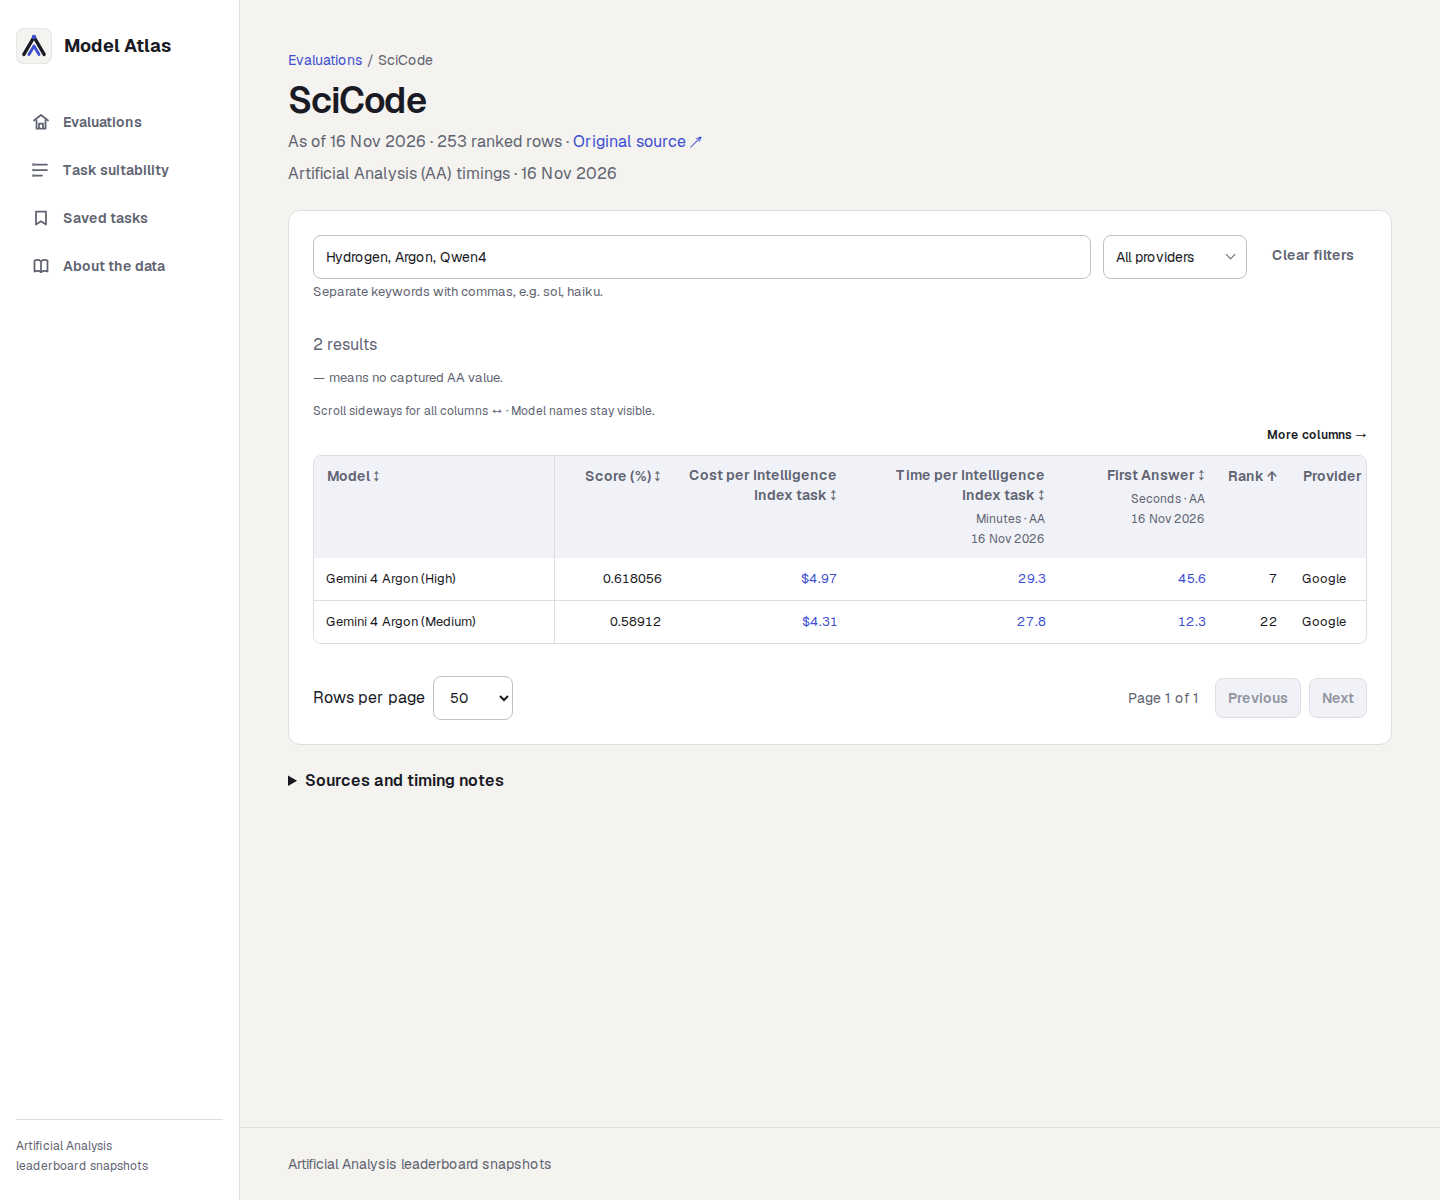 Model Atlas
Evaluations
Task suitability
Saved tasks
About the data
Artificial Analysis
leaderboard snapshots
Evaluations / SciCode
SciCode
As of 16 Nov 2026 · 253 ranked rows · Original source ↗
Artificial Analysis (AA) timings · 16 Nov 2026
Hydrogen, Argon, Qwen4
All providers
Clear filters
Separate keywords with commas, e.g. sol, haiku.
2 results
— means no captured AA value.
Scroll sideways for all columns ↔ · Model names stay visible.
More columns →
Model ↕ Score (%) ↕ Cost per Intelligence Index task ↕ Time per Intelligence Index task ↕ Minutes · AA 16 Nov 2026 First Answer ↕ Seconds · AA 16 Nov 2026 Rank ↑ Provider
Gemini 4 Argon (High) 0.618056 $4.97 29.3 45.6 7 Google
Gemini 4 Argon (Medium) 0.58912 $4.31 27.8 12.3 22 Google
Rows per page 50 Page 1 of 1 Previous Next
Sources and timing notes
Artificial Analysis leaderboard snapshots